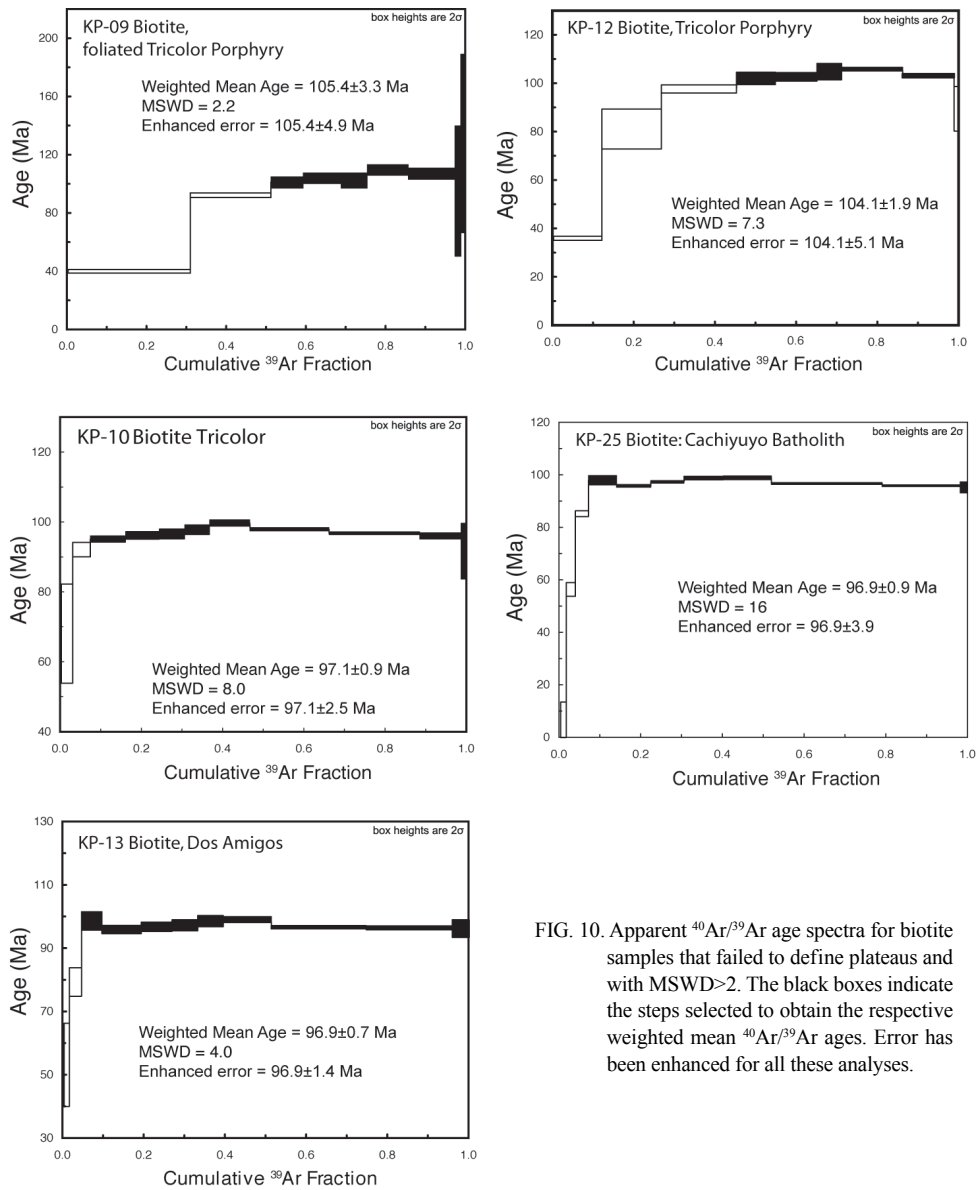 box heights are 2σ
KP-09 Biotite,
foliated Tricolor Porphyry
Weighted Mean Age = 105.4±3.3 Ma
MSWD = 2.2
Enhanced error = 105.4±4.9 Ma
Age (Ma)
200
160
120
80
40
0
0.0 0.2 0.4 0.6 0.8 1.0
Cumulative ³⁹Ar Fraction
box heights are 2σ
KP-12 Biotite, Tricolor Porphyry
Weighted Mean Age = 104.1±1.9 Ma
MSWD = 7.3
Enhanced error = 104.1±5.1 Ma
Age (Ma)
120
100
80
60
40
20
0
0.0 0.2 0.4 0.6 0.8 1.0
Cumulative ³⁹Ar Fraction
box heights are 2σ
KP-10 Biotite Tricolor
Weighted Mean Age = 97.1±0.9 Ma
MSWD = 8.0
Enhanced error = 97.1±2.5 Ma
Age (Ma)
120
100
80
60
40
0.0 0.2 0.4 0.6 0.8 1.0
Cumulative ³⁹Ar Fraction
box heights are 2σ
KP-25 Biotite: Cachiyuyo Batholith
Weighted Mean Age = 96.9±0.9 Ma
MSWD = 16
Enhanced error = 96.9±3.9
Age (Ma)
120
100
80
60
40
20
0
0.0 0.2 0.4 0.6 0.8 1.0
Cumulative ³⁹Ar Fraction
box heights are 2σ
KP-13 Biotite, Dos Amigos
Weighted Mean Age = 96.9±0.7 Ma
MSWD = 4.0
Enhanced error = 96.9±1.4 Ma
Age (Ma)
130
110
90
70
50
30
0.0 0.2 0.4 0.6 0.8 1.0
Cumulative ³⁹Ar Fraction
FIG. 10. Apparent ⁴⁰Ar/³⁹Ar age spectra for biotite
samples that failed to define plateaus and
with MSWD>2. The black boxes indicate
the steps selected to obtain the respective
weighted mean ⁴⁰Ar/³⁹Ar ages. Error has
been enhanced for all these analyses.